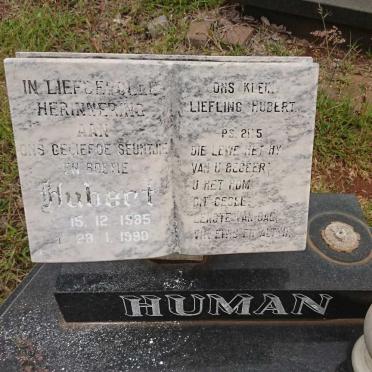 IN LIEFDEVOLLE
HERINNERING
AAN
ONS GELIEFDE SEUNTJIE
EN BOETIE
Hubert
15. 12 1985
28. 1. 1990
ONS KLEIN
LIEFLING HUBERT
PS. 21:5
DIE LEWE HET HY
VAN U BEGEER
U HET HOM
DIT GEGEE
LENGTE VAN DAE
VIR EWIG EN ALTYD
HUMAN